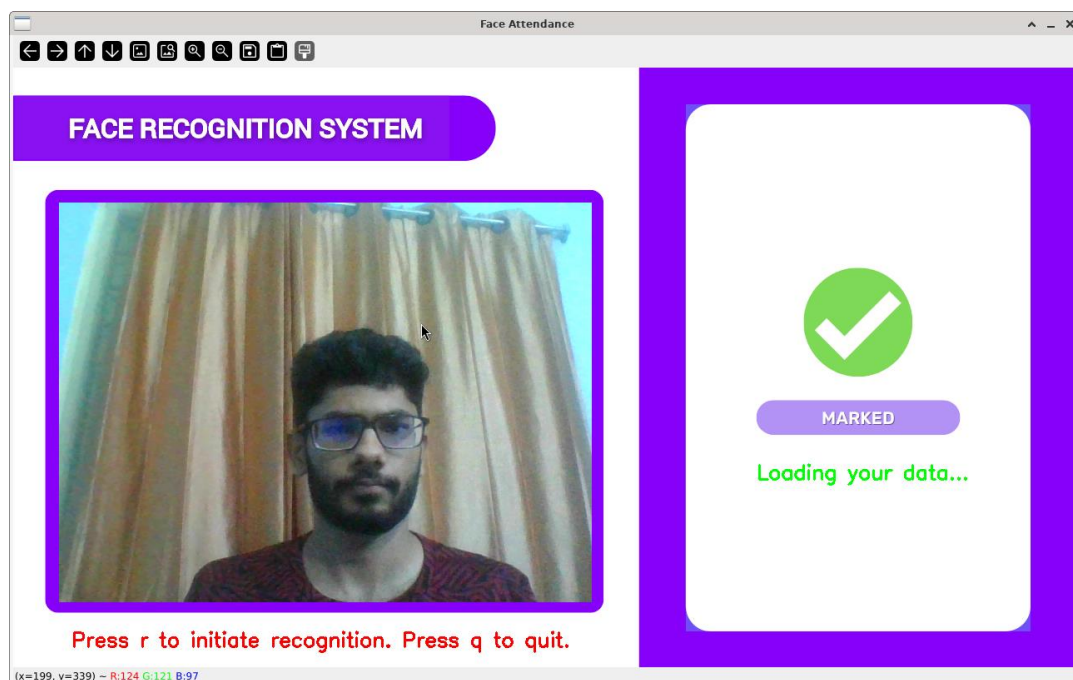 Face Attendance
FACE RECOGNITION SYSTEM
MARKED
Loading your data...
Press r to initiate recognition. Press q to quit.
(x=199, y=339) ~ R:124 G:121 B:97